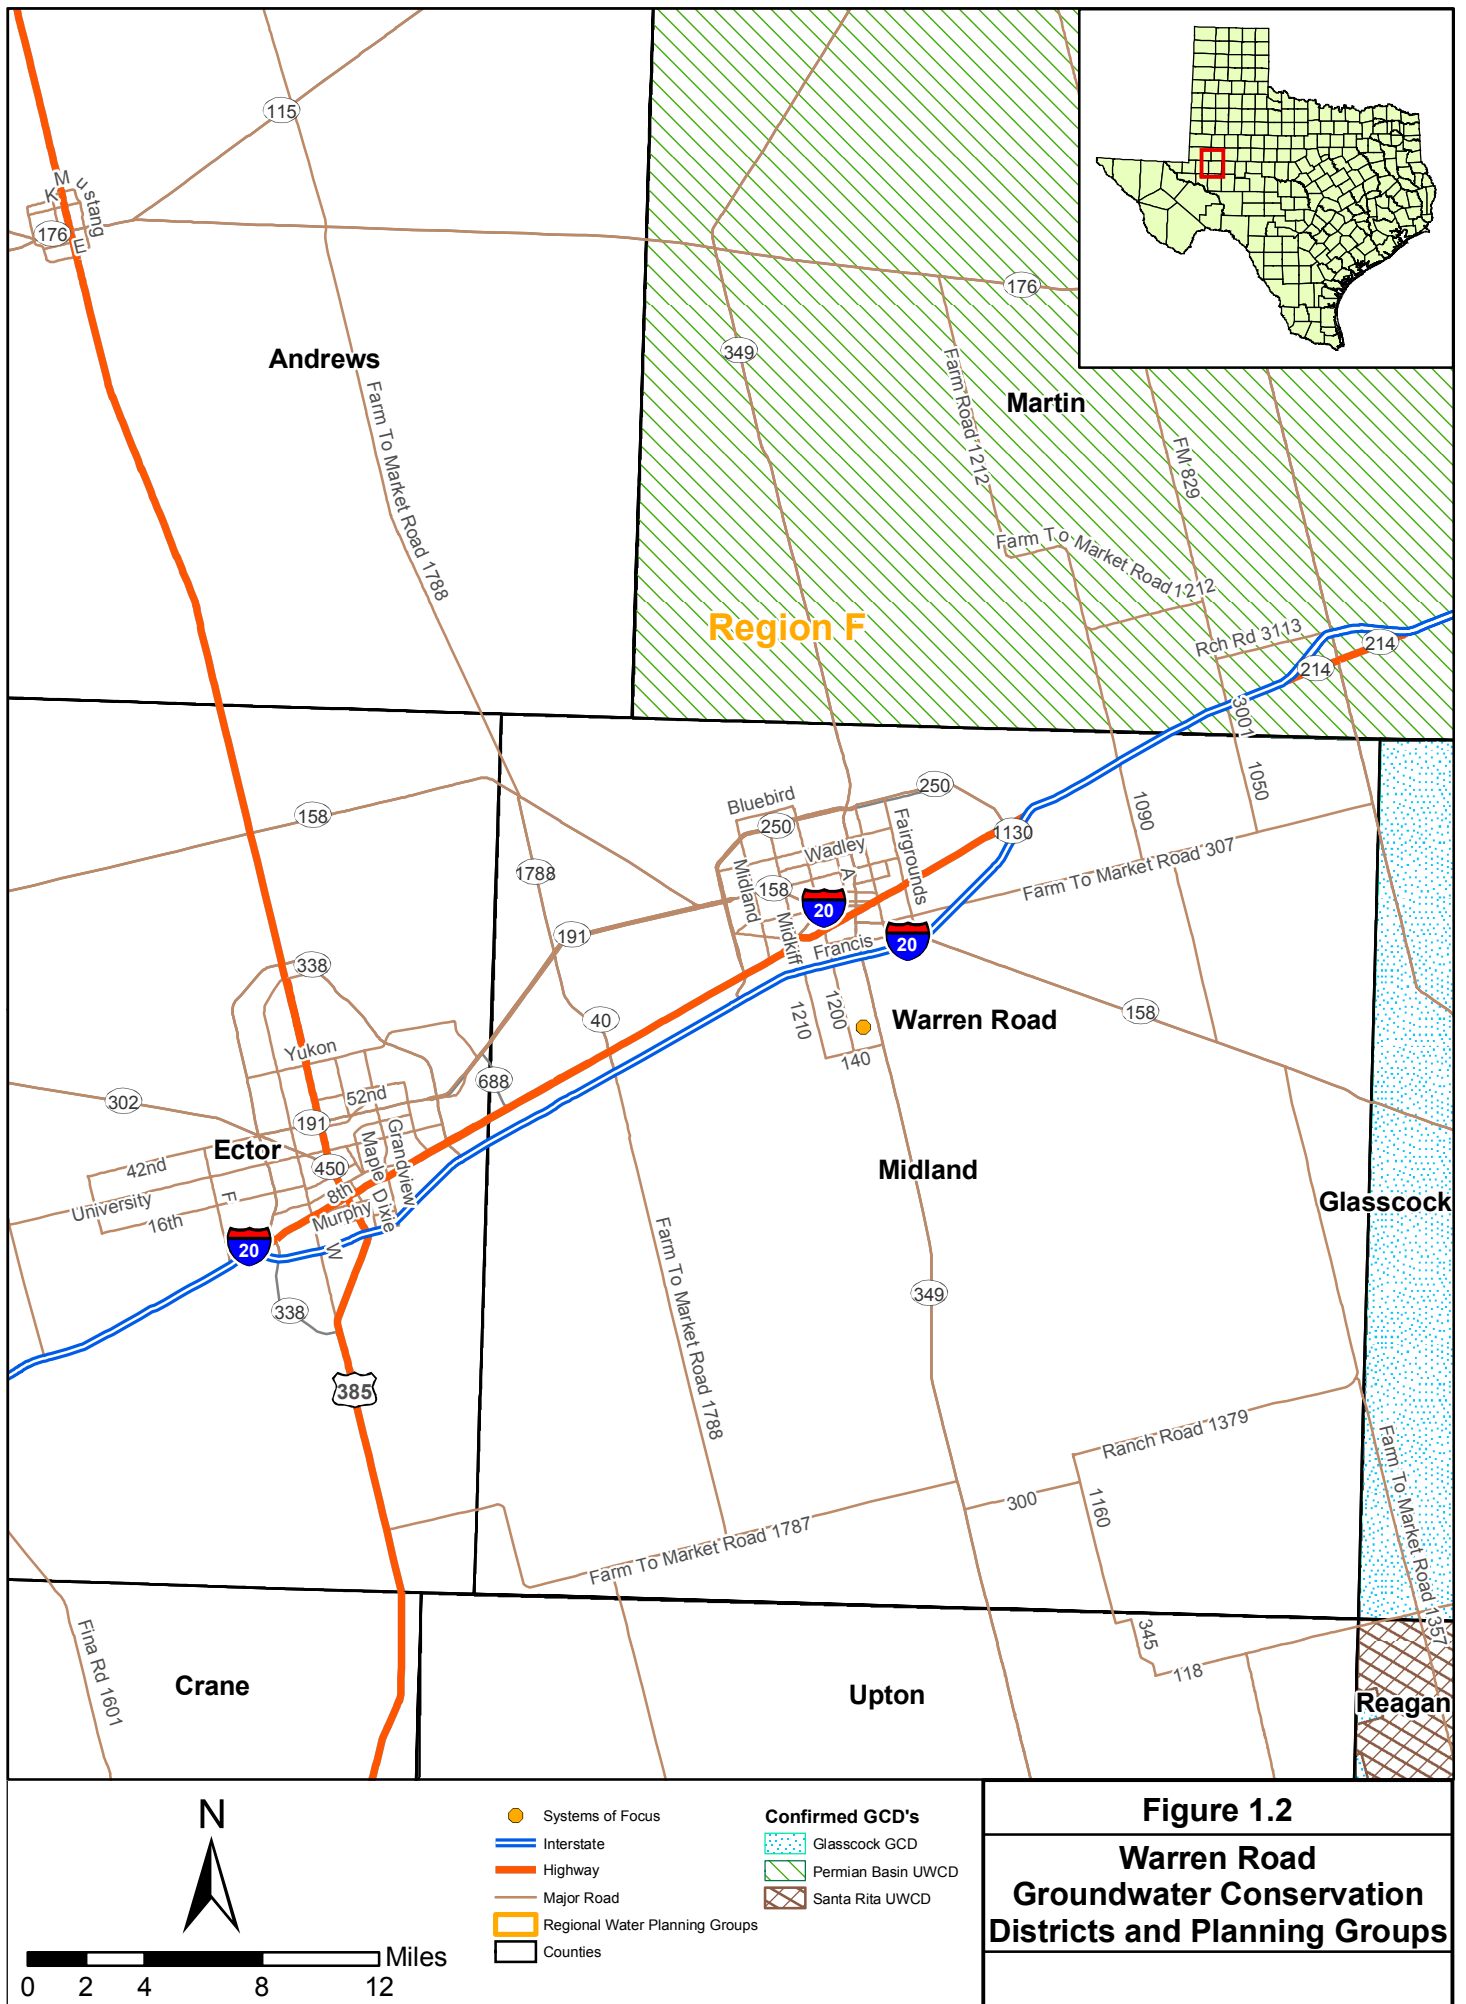 115
M
u stang
K
176
E
176
349
Andrews
Farm To Market Road 1788
Martin
Farm Road 1212
FM 829
Farm To Market Road 1212
Region F
Rch Rd 3113
214
214
3001
1050
1090
158
Bluebird
250
250
1130
Fairgrounds
Wadley
A
Midland
158
20
Midkiff
Francis
20
Farm To Market Road 307
1788
191
338
40
1210
1200
Warren Road
140
158
Yukon
688
302
52nd
191
Ector
Grandview
Maple
Dixie
450
42nd
University
16th
F
8th
Murphy
W
20
338
Midland
Glasscock
349
385
Farm To Market Road 1788
Ranch Road 1379
300
1160
Farm To Market Road 1357
Farm To Market Road 1787
345
118
Fina Rd 1601
Crane
Upton
Reagan
N
Miles
0 2 4 8 12
Systems of Focus
Interstate
Highway
Major Road
Regional Water Planning Groups
Counties
Confirmed GCD's
Glasscock GCD
Permian Basin UWCD
Santa Rita UWCD
Figure 1.2
Warren Road
Groundwater Conservation
Districts and Planning Groups